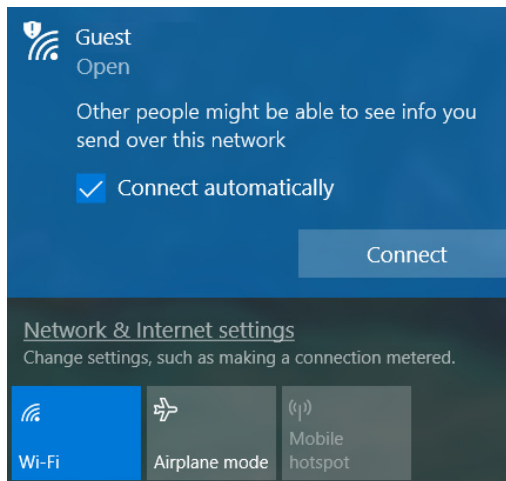 Guest
Open
Other people might be able to see info you
send over this network
Connect automatically
Connect
Network & Internet settings
Change settings, such as making a connection metered.
Wi-Fi
Airplane mode
Mobile
hotspot